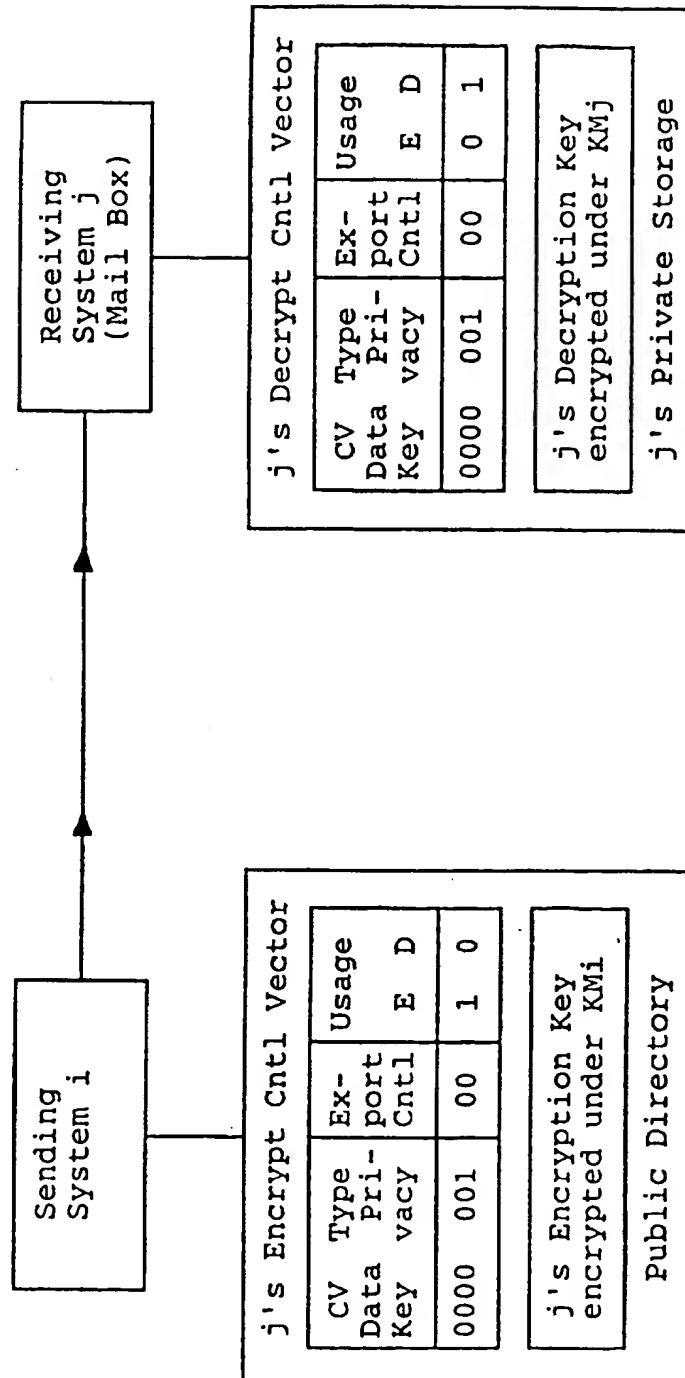 Sending
System i
j's Encrypt Cntl Vector
CV Type Ex- Usage
Data Pri- port
Key vacy Cntl E D
0000 001 00 1 0
j's Encryption Key
encrypted under KMi
Public Directory
Receiving
System j
(Mail Box)
j's Decrypt Cntl Vector
CV Type Ex- Usage
Data Pri- port
Key vacy Cntl E D
0000 001 00 0 1
j's Decryption Key
encrypted under KMj
j's Private Storage